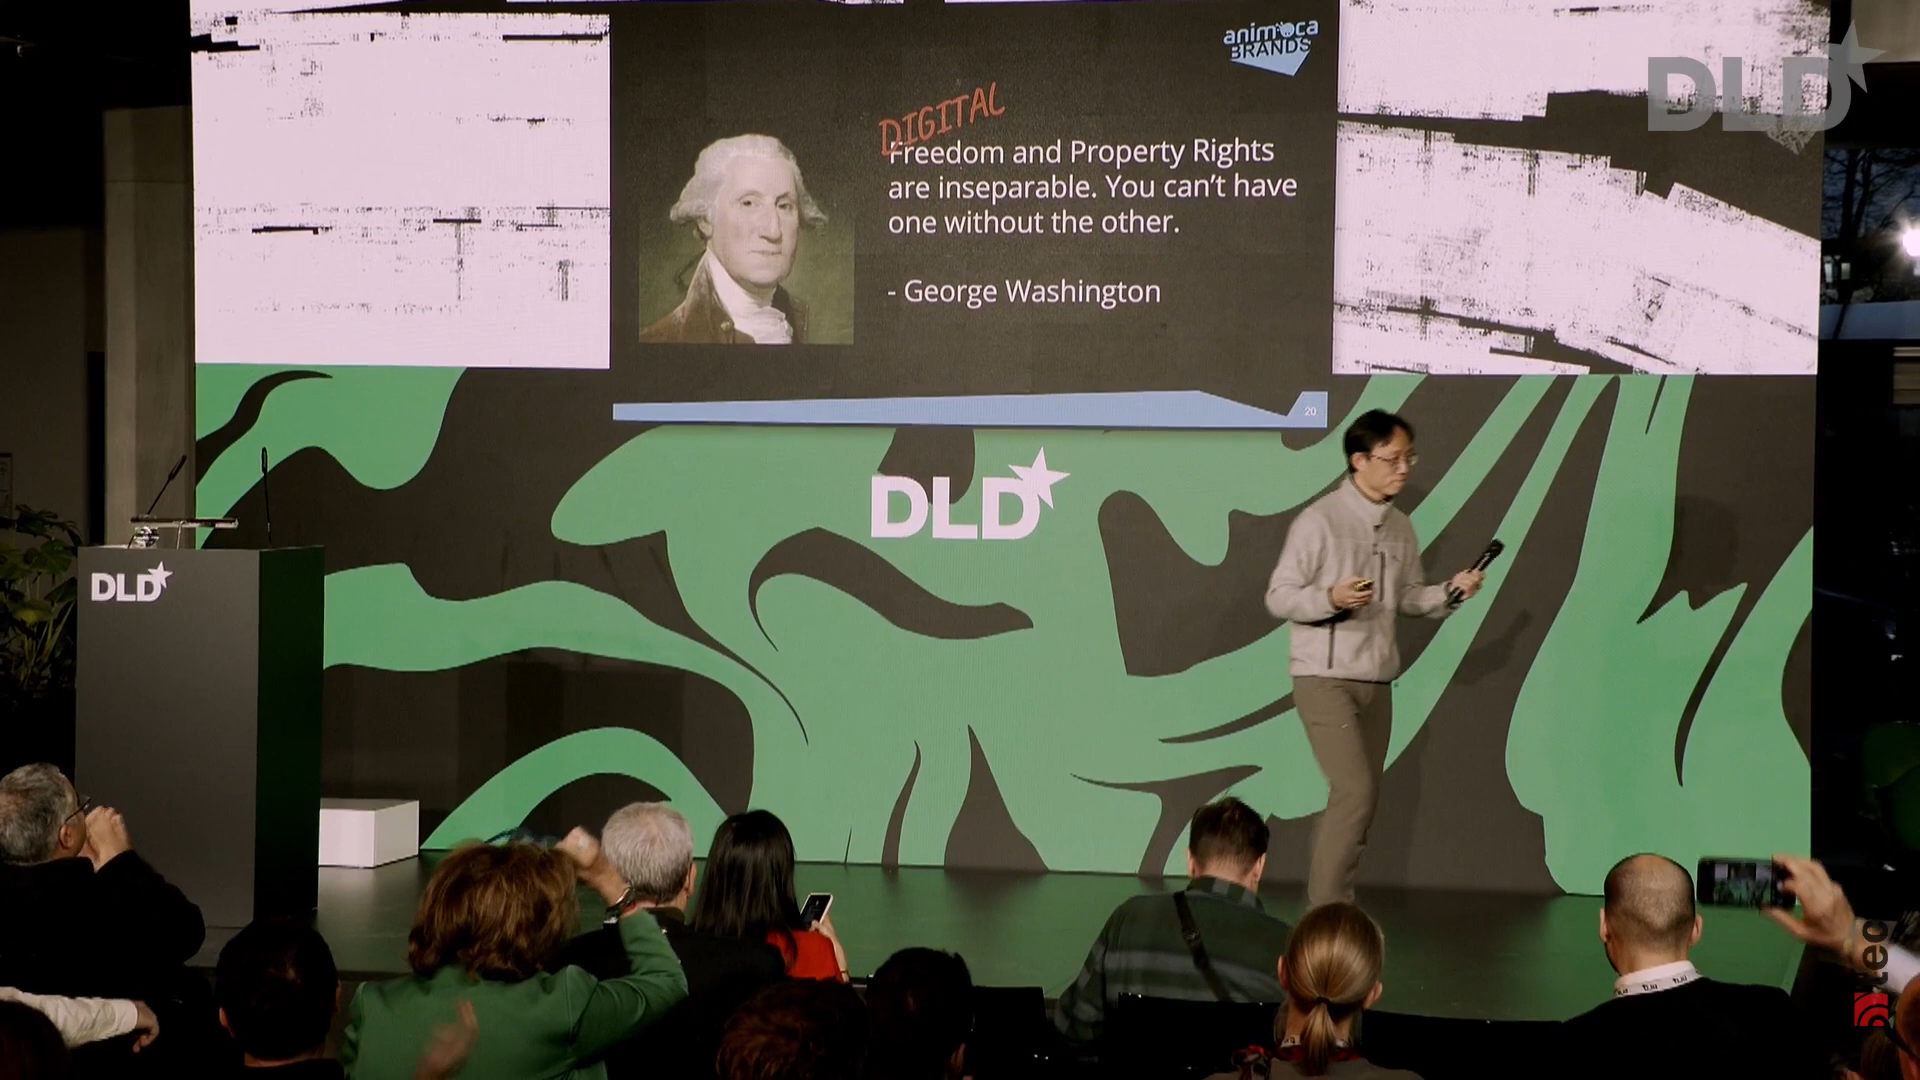 animoca
BRANDS
DLD
DIGITAL
Freedom and Property Rights
are inseparable. You can't have
one without the other.
- George Washington
20
DLD
DLD